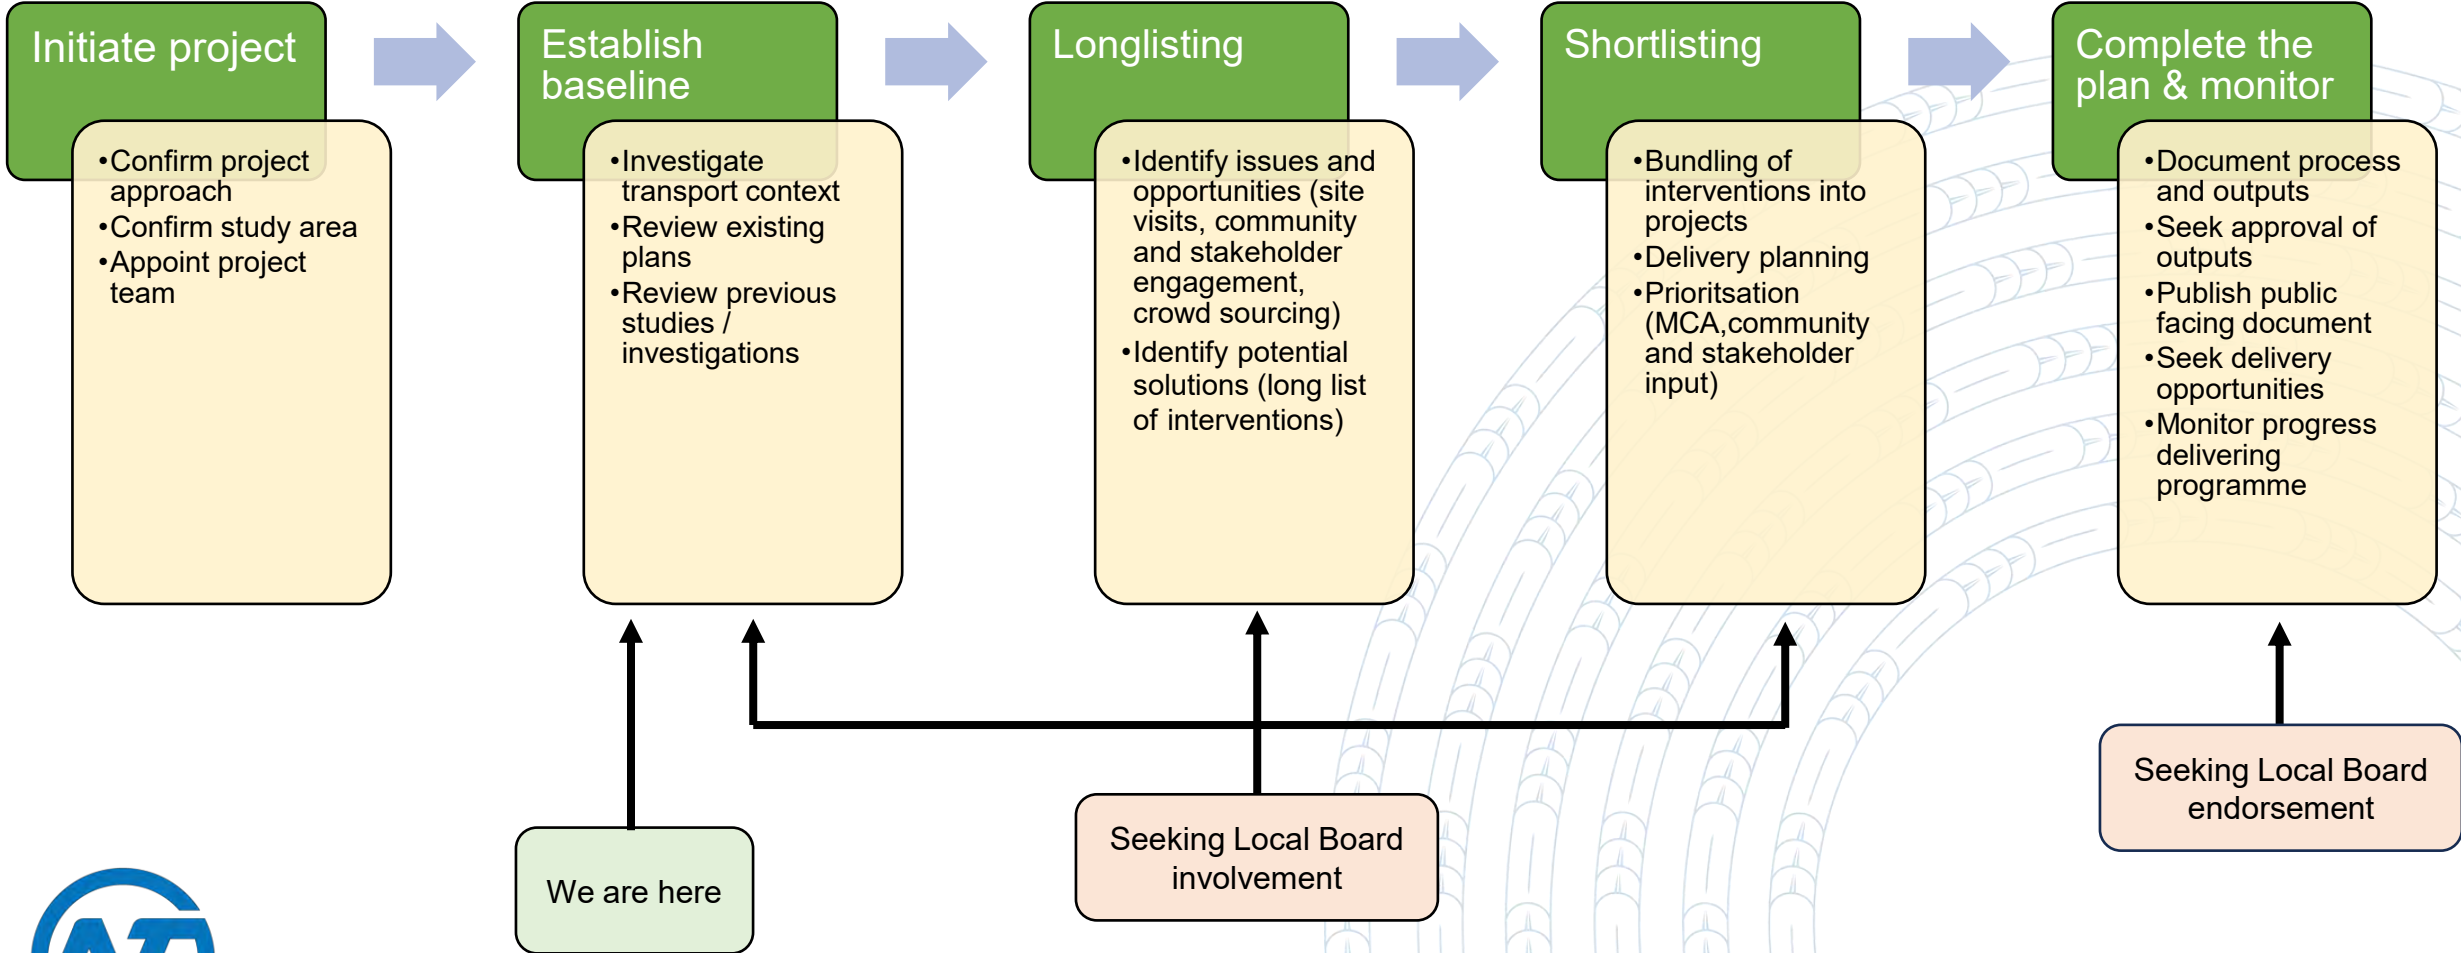 Initiate project
•Confirm project
approach
•Confirm study area
•Appoint project
team
Establish
baseline
•Investigate
transport context
•Review existing
plans
•Review previous
studies /
investigations
Longlisting
•Identify issues and
opportunities (site
visits, community
and stakeholder
engagement,
crowd sourcing)
•Identify potential
solutions (long list
of interventions)
Shortlisting
•Bundling of
interventions into
projects
•Delivery planning
•Prioritsation
(MCA,community
and stakeholder
input)
Complete the
plan & monitor
•Document process
and outputs
•Seek approval of
outputs
•Publish public
facing document
•Seek delivery
opportunities
•Monitor progress
delivering
programme
We are here
Seeking Local Board
involvement
Seeking Local Board
endorsement
AT